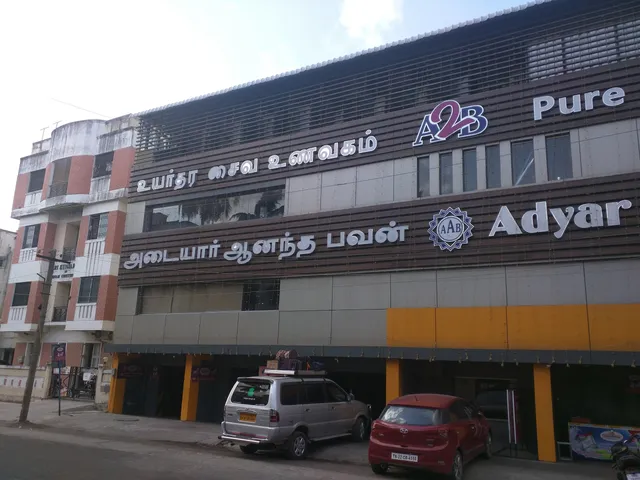 உயர்தர சைவ உணவகம் A2B Pure
அடையார் ஆனந்த பவன் AAB Adyar